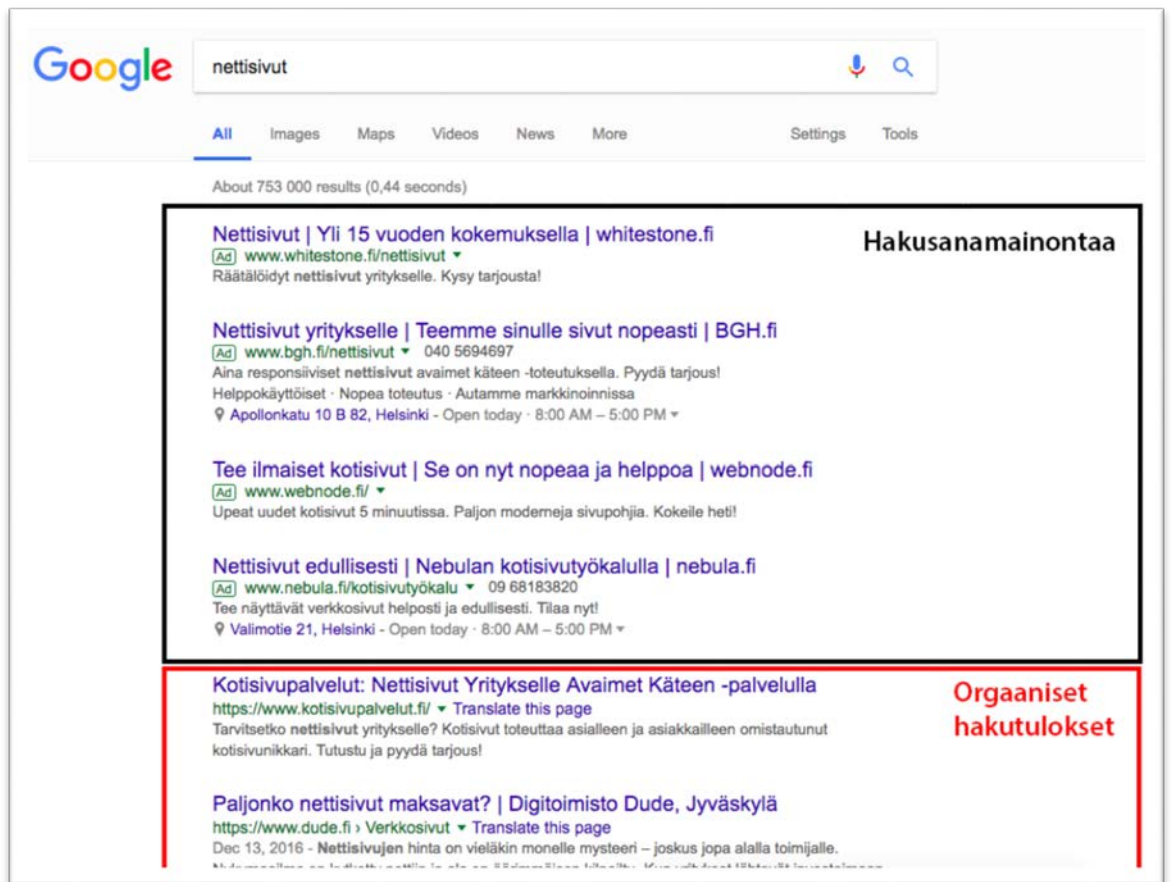 Google nettisivut
All Images Maps Videos News More Settings Tools
About 753 000 results (0,44 seconds)
Hakusanamainontaa
Nettisivut | Yli 15 vuoden kokemuksella | whitestone.fi
Ad www.whitestone.fi/nettisivut
Räätälöidyt nettisivut yritykselle. Kysy tarjousta!
Nettisivut yritykselle | Teemme sinulle sivut nopeasti | BGH.fi
Ad www.bgh.fi/nettisivut 040 5694697
Aina responsiiviset nettisivut avaimet käteen -toteutuksella. Pyydä tarjous!
Helppokäyttöiset · Nopea toteutus · Autamme markkinoinnissa
Apollonkatu 10 B 82, Helsinki - Open today · 8:00 AM – 5:00 PM
Tee ilmaiset kotisivut | Se on nyt nopeaa ja helppoa | webnode.fi
Ad www.webnode.fi/
Upeat uudet kotisivut 5 minuutissa. Paljon moderneja sivupohjia. Kokeile heti!
Nettisivut edullisesti | Nebulan kotisivutyökalulla | nebula.fi
Ad www.nebula.fi/kotisivutyökalu 09 68183820
Tee näyttävät verkkosivut helposti ja edullisesti. Tilaa nyt!
Valimotie 21, Helsinki - Open today · 8:00 AM – 5:00 PM
Orgaaniset
hakutulokset
Kotisivupalvelut: Nettisivut Yritykselle Avaimet Käteen -palvelulla
https://www.kotisivupalvelut.fi/ Translate this page
Tarvitsetko nettisivut yritykselle? Kotisivut toteuttaa asialleen ja asiakkailleen omistautunut
kotisivunikkari. Tutustu ja pyydä tarjous!
Paljonko nettisivut maksavat? | Digitoimisto Dude, Jyväskylä
https://www.dude.fi › Verkkosivut Translate this page
Dec 13, 2016 - Nettisivujen hinta on vieläkin monelle mysteeri – joskus jopa alalla toimijalle.